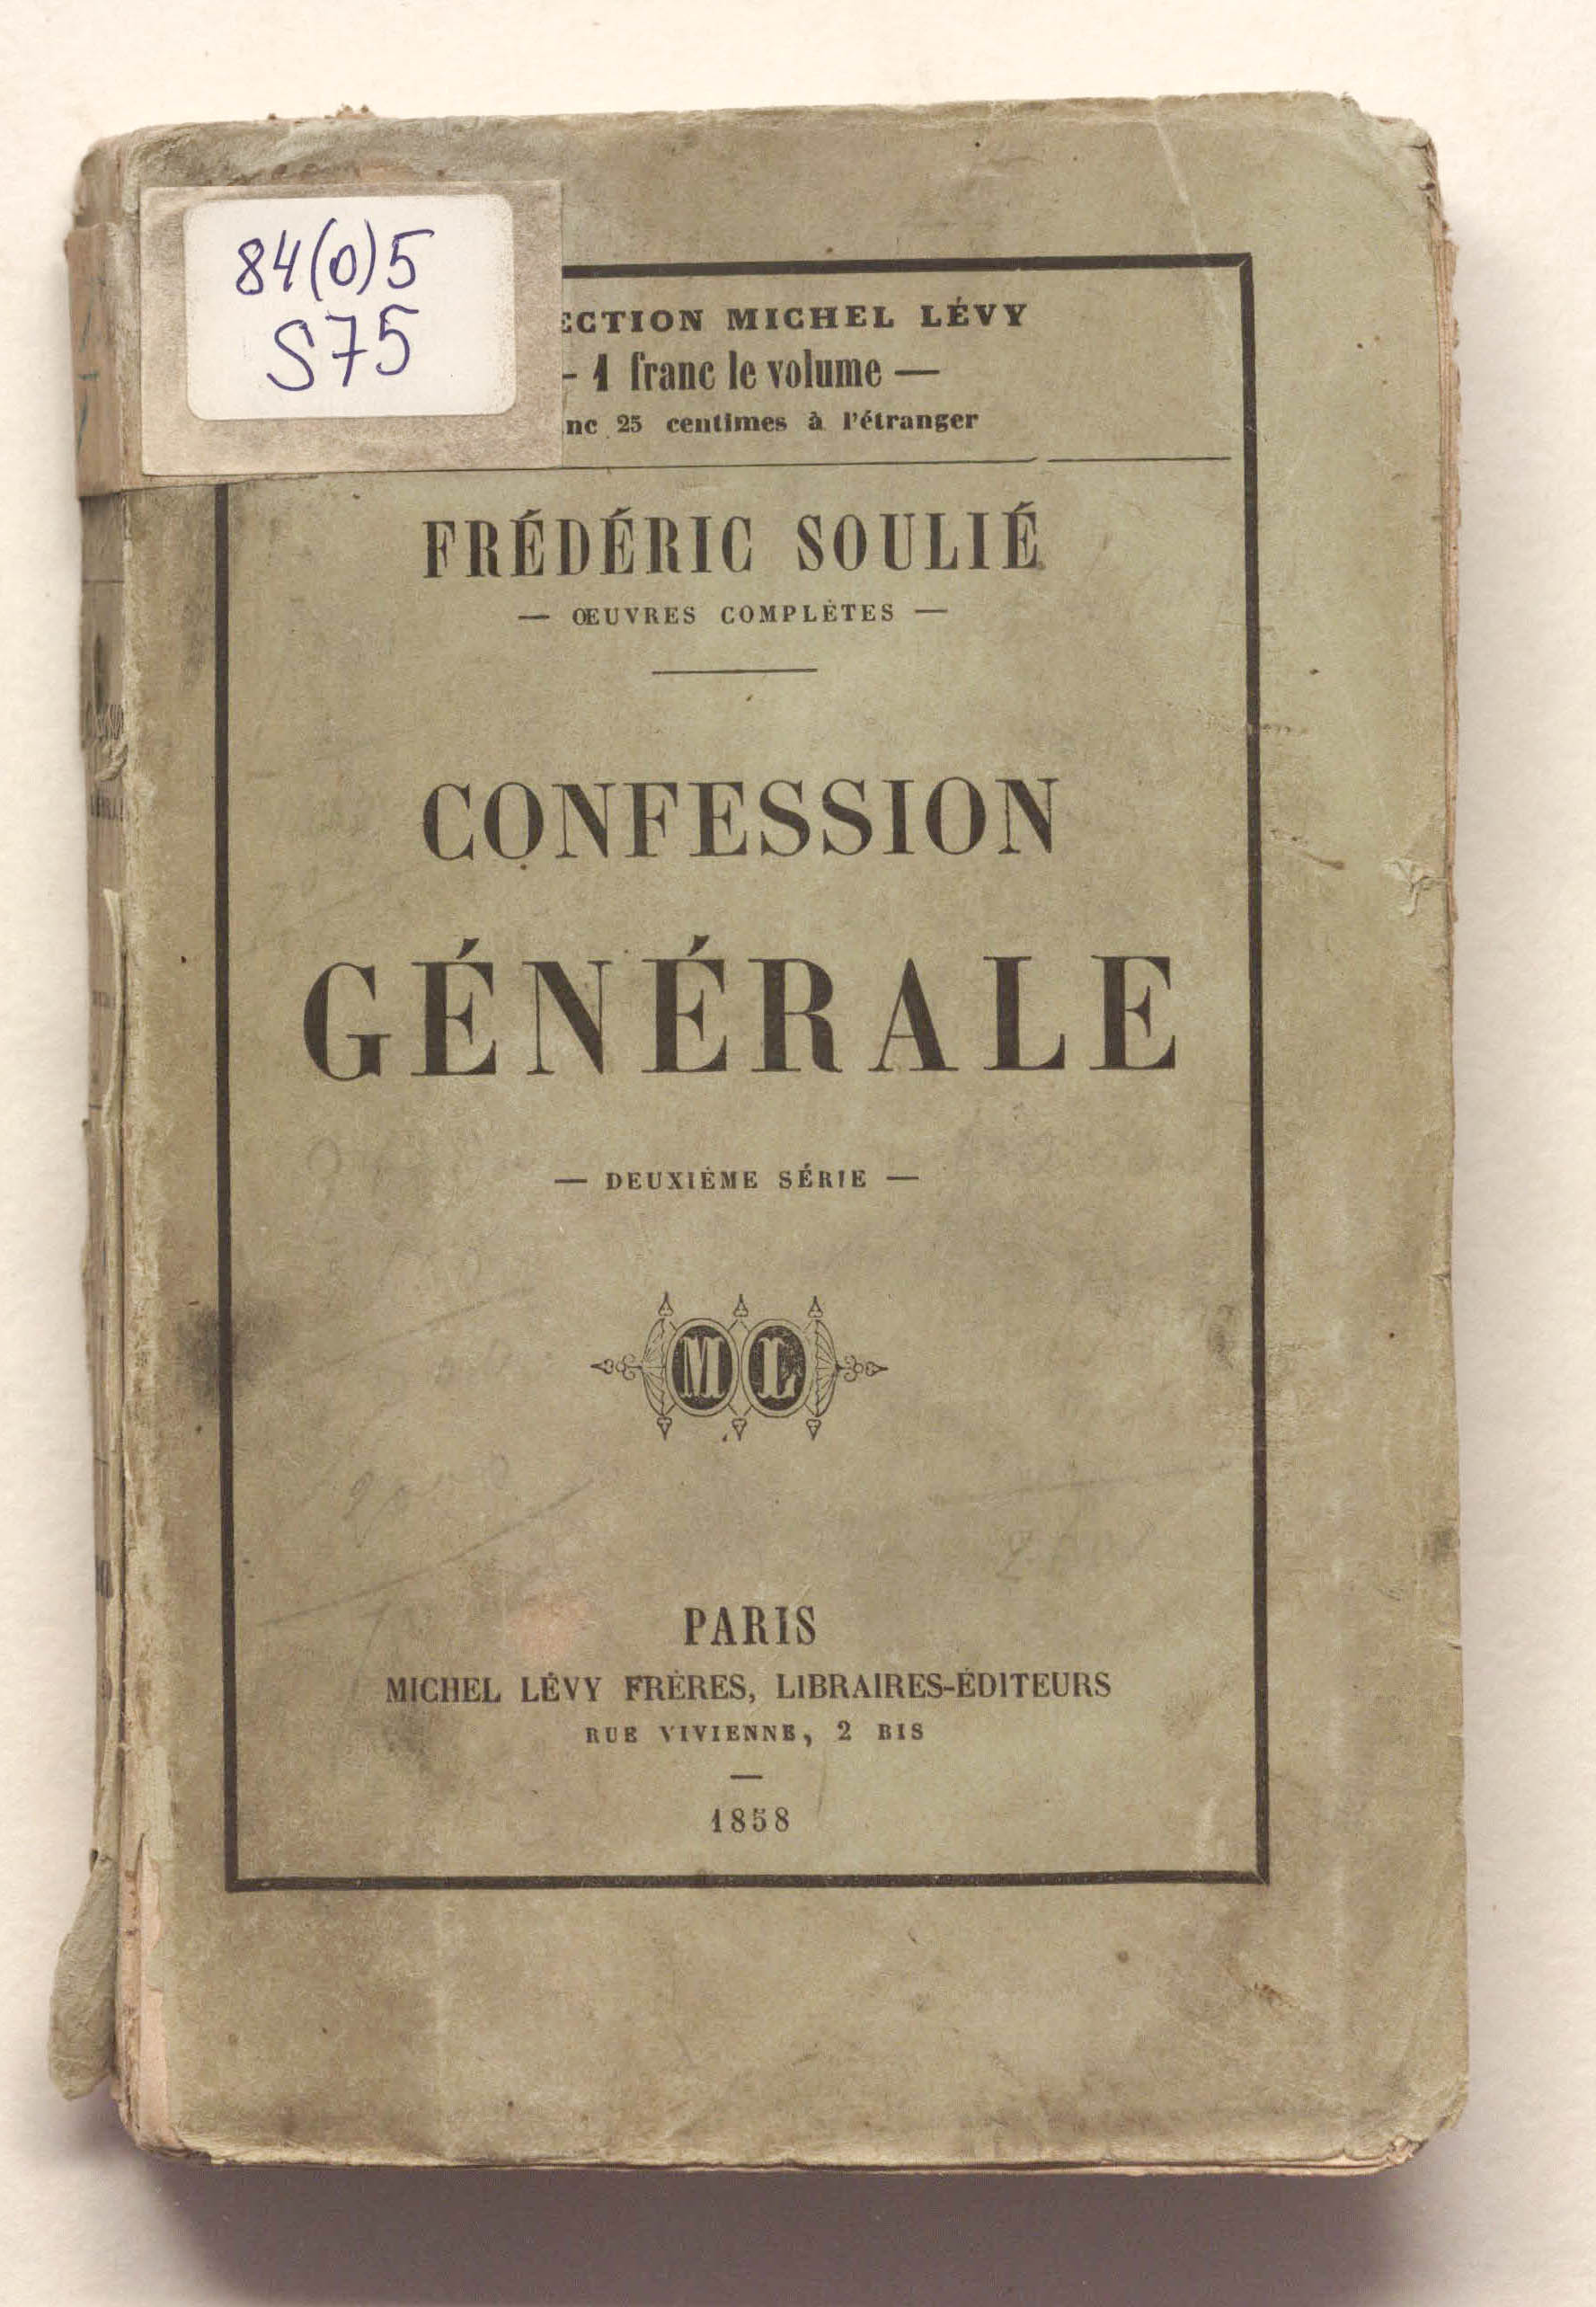 84(0)5
S75
ECTION MICHEL LÉVY
- 1 franc le volume —
nc 25 centimes à l'étranger
FRÉDÉRIC SOULIÉ
— ŒUVRES COMPLÈTES —
CONFESSION
GÉNÉRALE
— DEUXIÈME SÉRIE —
ML
PARIS
MICHEL LÉVY FRÈRES, LIBRAIRES-ÉDITEURS
RUE VIVIENNE, 2 BIS
1858